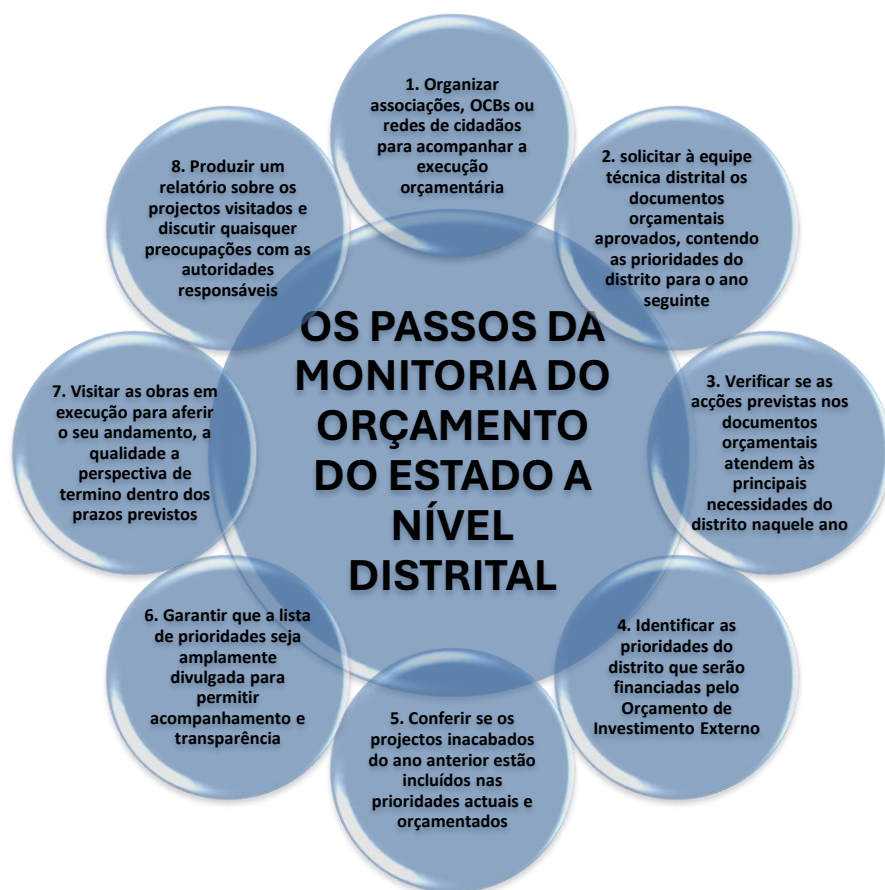 1. Organizar
associações, OCBs ou
redes de cidadãos
para acompanhar a
execução
orçamentária
2. solicitar à equipe
técnica distrital os
documentos
orçamentais
aprovados, contendo
as prioridades do
distrito para o ano
seguinte
3. Verificar se as
acções previstas nos
documentos
orçamentais
atendem às
principais
necessidades do
distrito naquele ano
4. Identificar as
prioridades do
distrito que serão
financiadas pelo
Orçamento de
Investimento Externo
5. Conferir se os
projectos inacabados
do ano anterior estão
incluídos nas
prioridades actuais e
orçamentados
6. Garantir que a lista
de prioridades seja
amplamente
divulgada para
permitir
acompanhamento e
transparência
7. Visitar as obras em
execução para aferir
o seu andamento, a
qualidade a
perspectiva de
termino dentro dos
prazos previstos
8. Produzir um
relatório sobre os
projectos visitados e
discutir quaisquer
preocupações com as
autoridades
responsáveis
OS PASSOS DA
MONITORIA DO
ORÇAMENTO
DO ESTADO A
NÍVEL
DISTRITAL